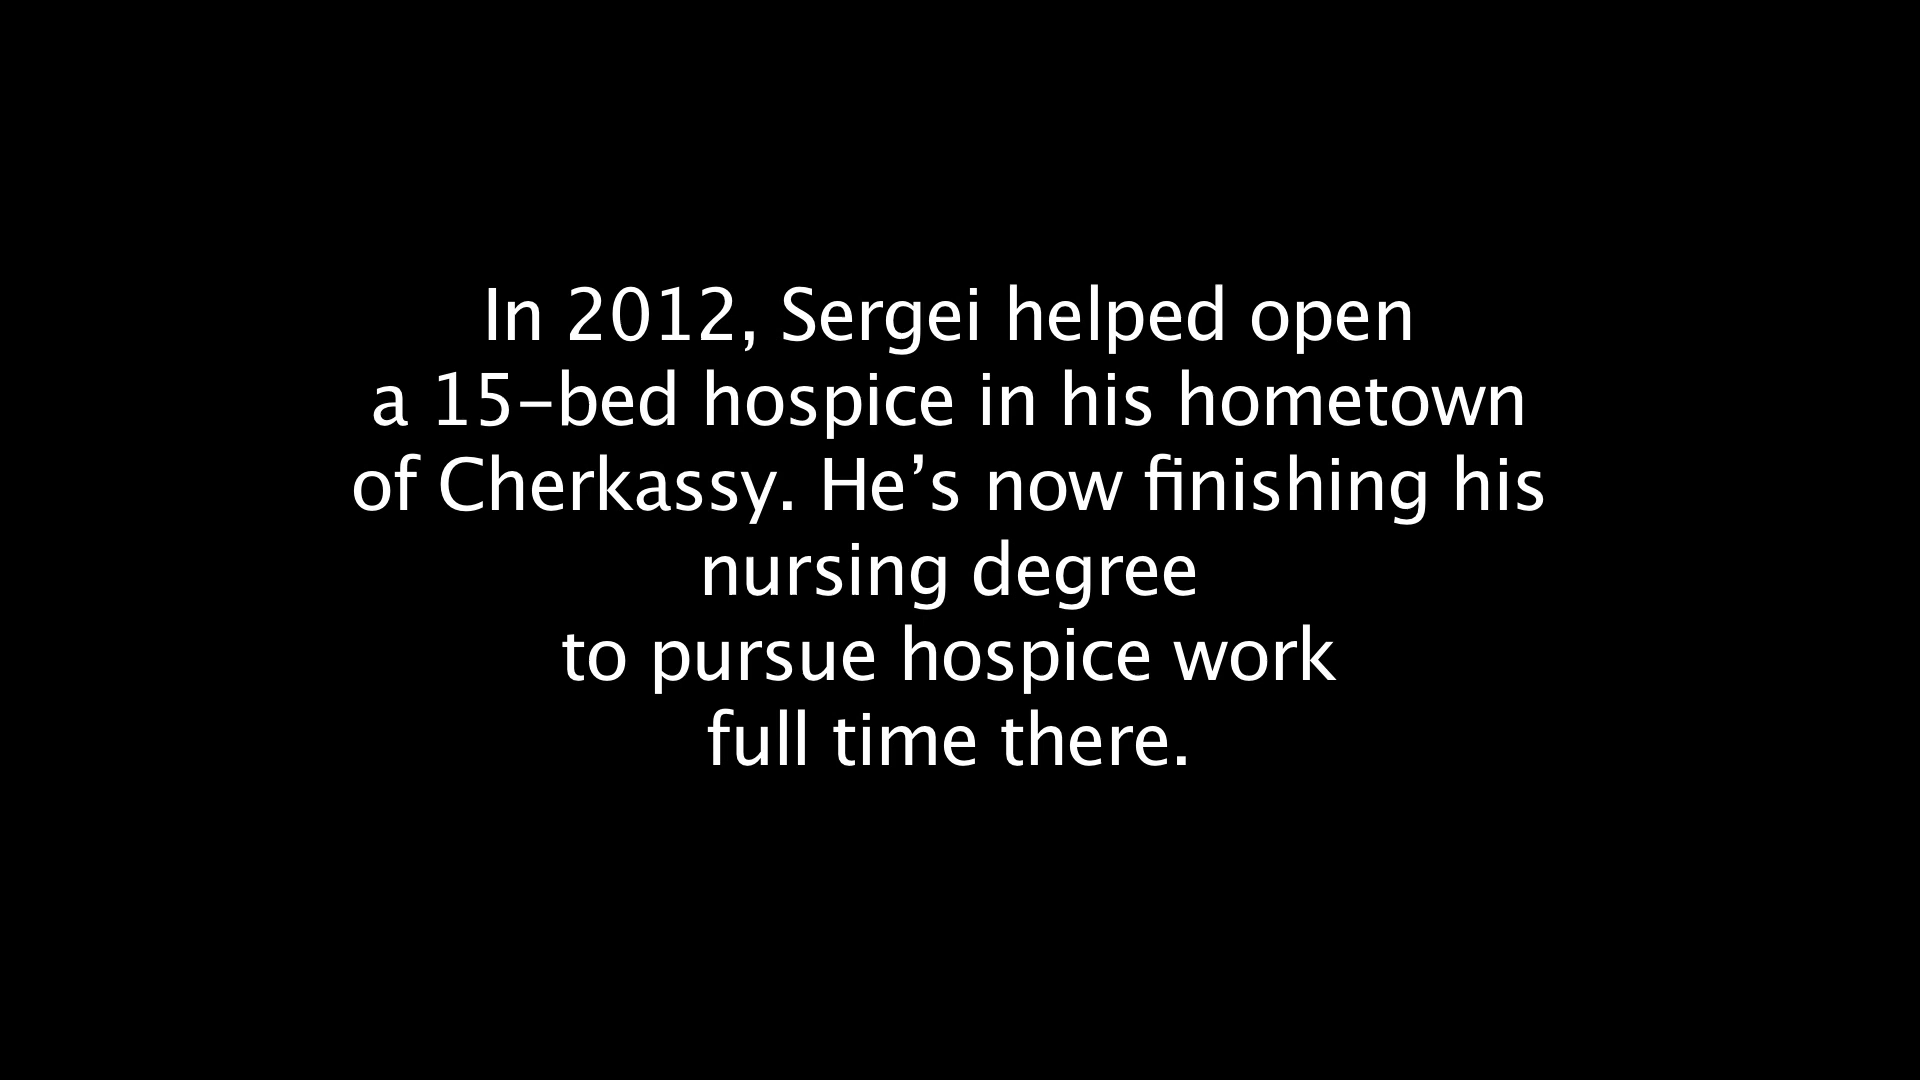 In 2012, Sergei helped open
a 15-bed hospice in his hometown
of Cherkassy. He’s now finishing his
nursing degree
to pursue hospice work
full time there.